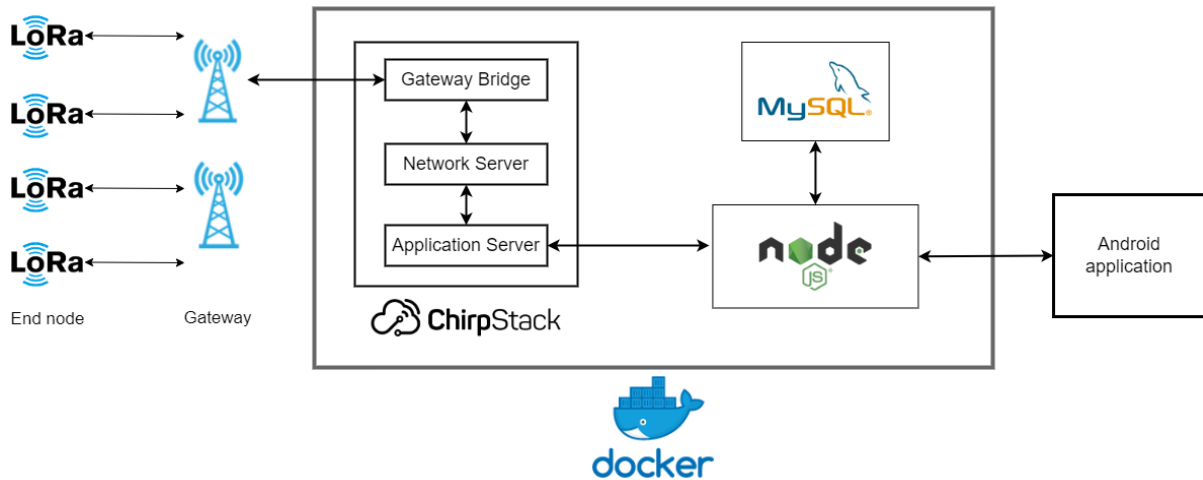 LoRa
LoRa
LoRa
LoRa
End node
Gateway
Gateway Bridge
Network Server
Application Server
ChirpStack
MySQL®
node
JS®
Android
application
docker